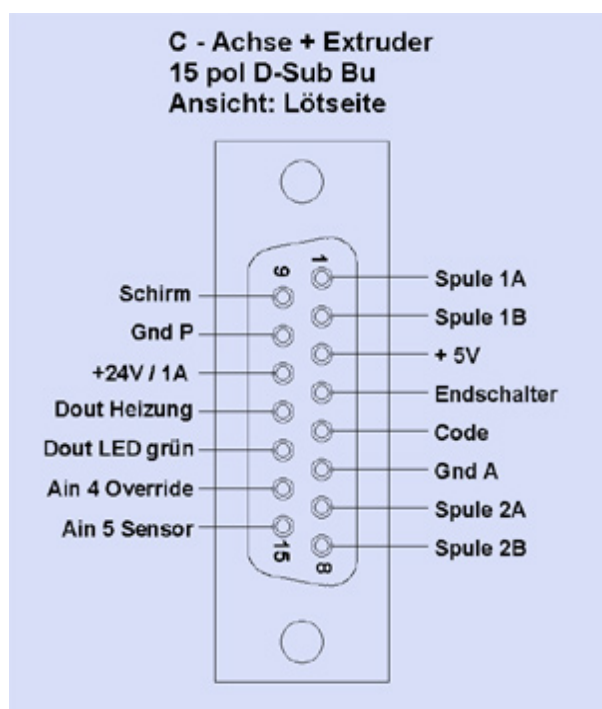 C - Achse + Extruder
15 pol D-Sub Bu
Ansicht: Lötseite
9
1
Schirm
Gnd P
+24V / 1A
Dout Heizung
Dout LED grün
Ain 4 Override
Ain 5 Sensor
Spule 1A
Spule 1B
+ 5V
Endschalter
Code
Gnd A
Spule 2A
Spule 2B
15
8